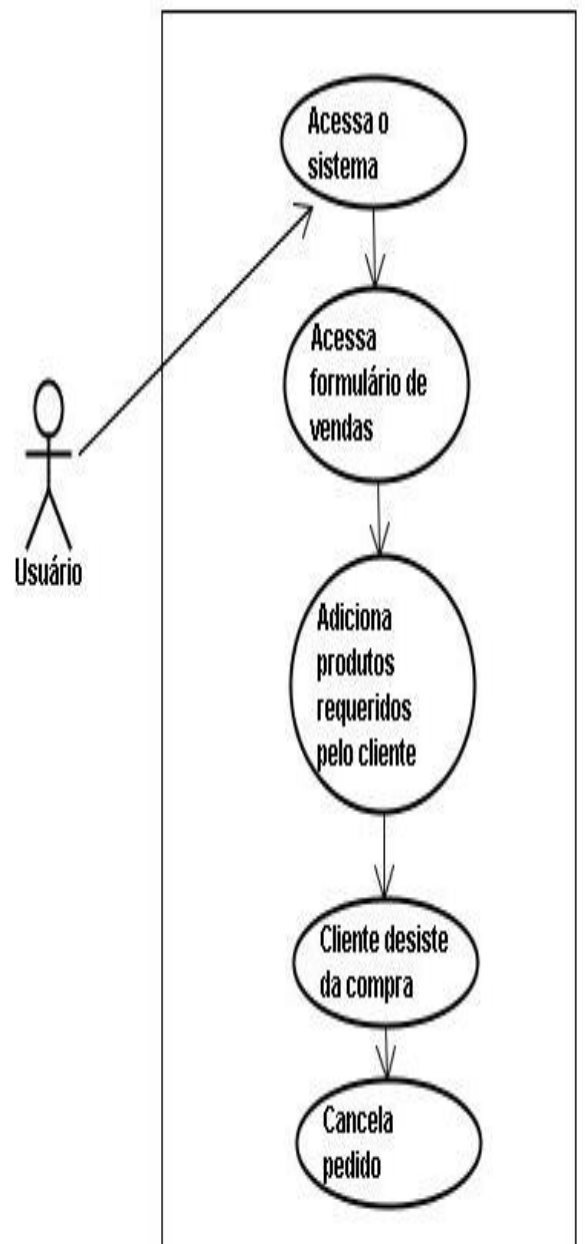 Acessa o
sistema
Acessa
formulário de
vendas
Usuário
Adiciona
produtos
requeridos
pelo cliente
Cliente desiste
da compra
Cancela
pedido